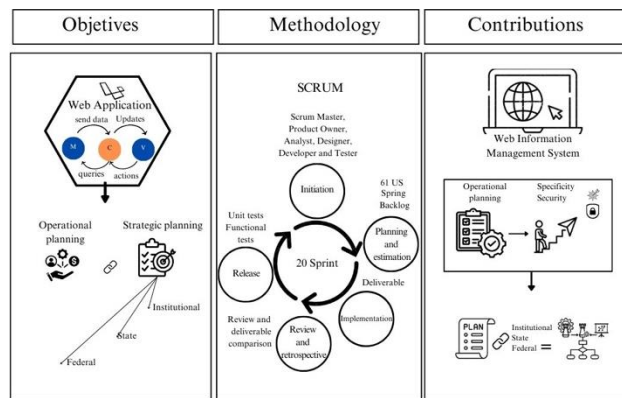 Objetives
Methodology
Contributions
Web Application
send data
Updates
M
C
V
queries
actions
Operational
planning
Strategic planning
Institutional
State
Federal
SCRUM
Scrum Master,
Product Owner,
Analyst, Designer,
Developer and Tester
Initiation
61 US
Spring
Backlog
Unit tests
Functional
tests
Planning and
estimation
20 Sprint
Release
Deliverable
Implementation
Review and
deliverable
comparison
Review and
retrospective
Web Information
Management System
Operational
planning
Specificity
Security
PLAN
Institutional
State
Federal
=